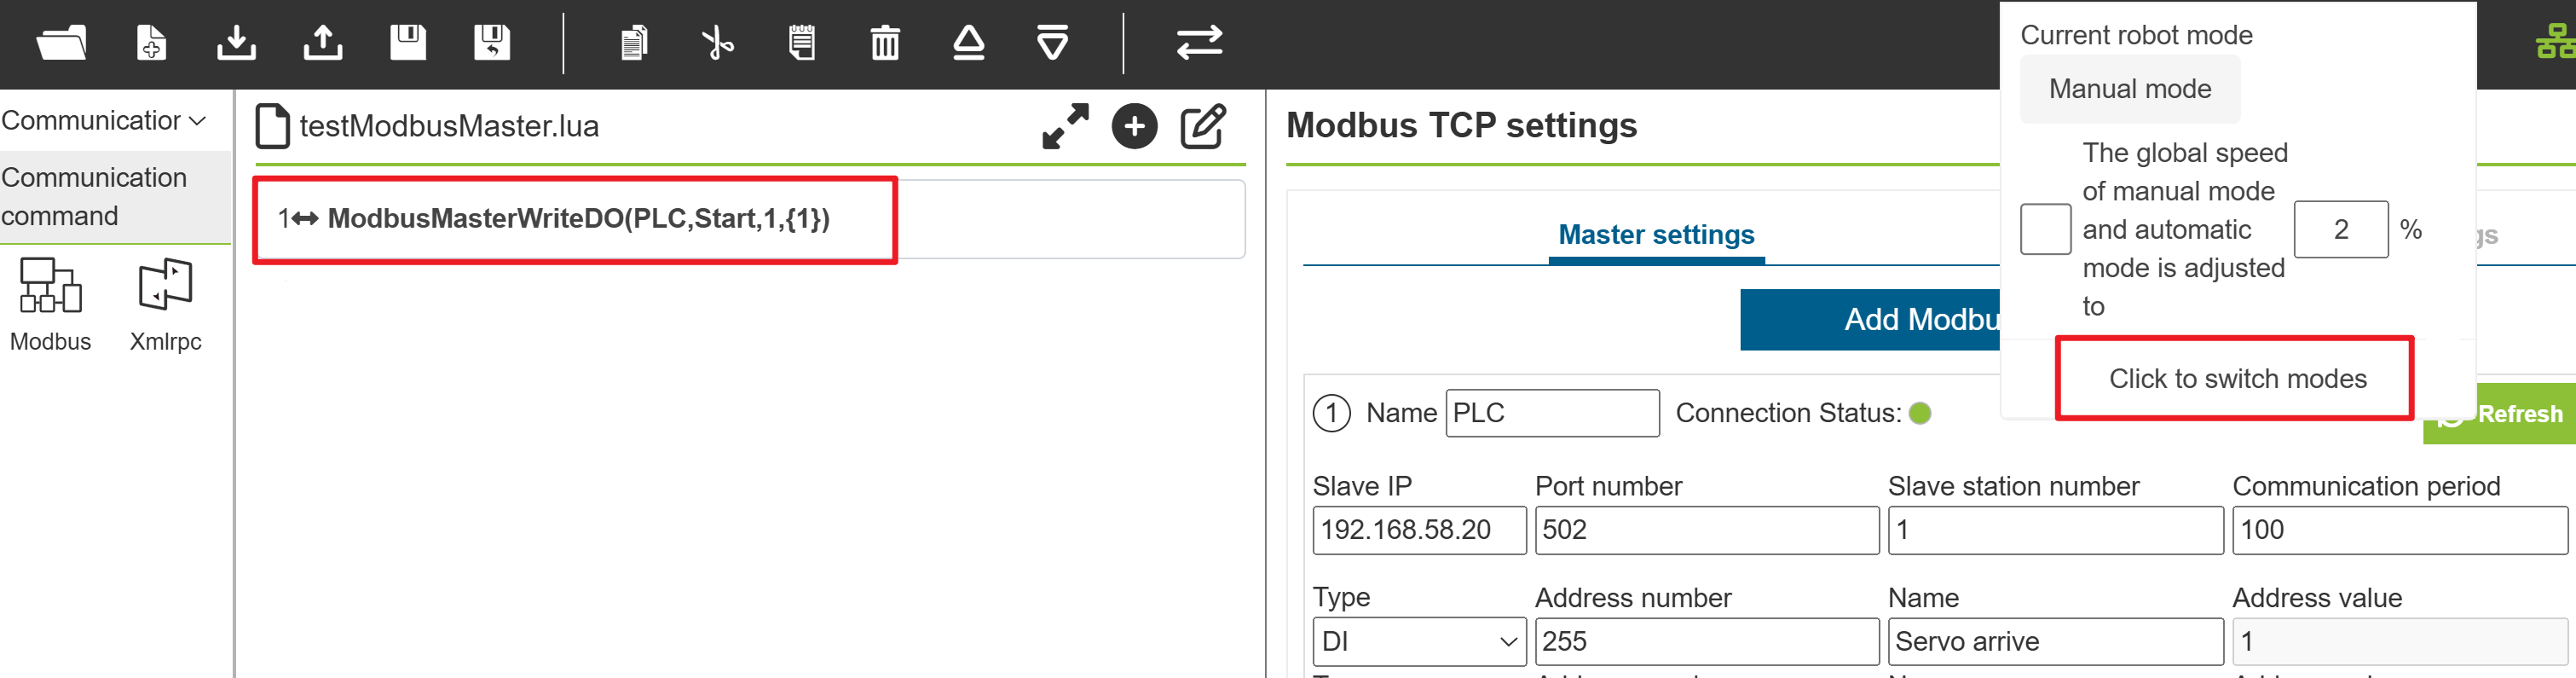 Current robot mode
Manual mode
The global speed
of manual mode
and automatic
mode is adjusted
to
2 %
Click to switch modes
Communication
command
Modbus
Xmlrpc
testModbusMaster.lua
1 ModbusMasterWriteDO(PLC,Start,1,{1})
Modbus TCP settings
Master settings
Add
1 Name PLC Connection Status: Refresh
Slave IP Port number Slave station number Communication period
192.168.58.20 502 1 100
Type Address number Name Address value
DI 255 Servo arrive 1